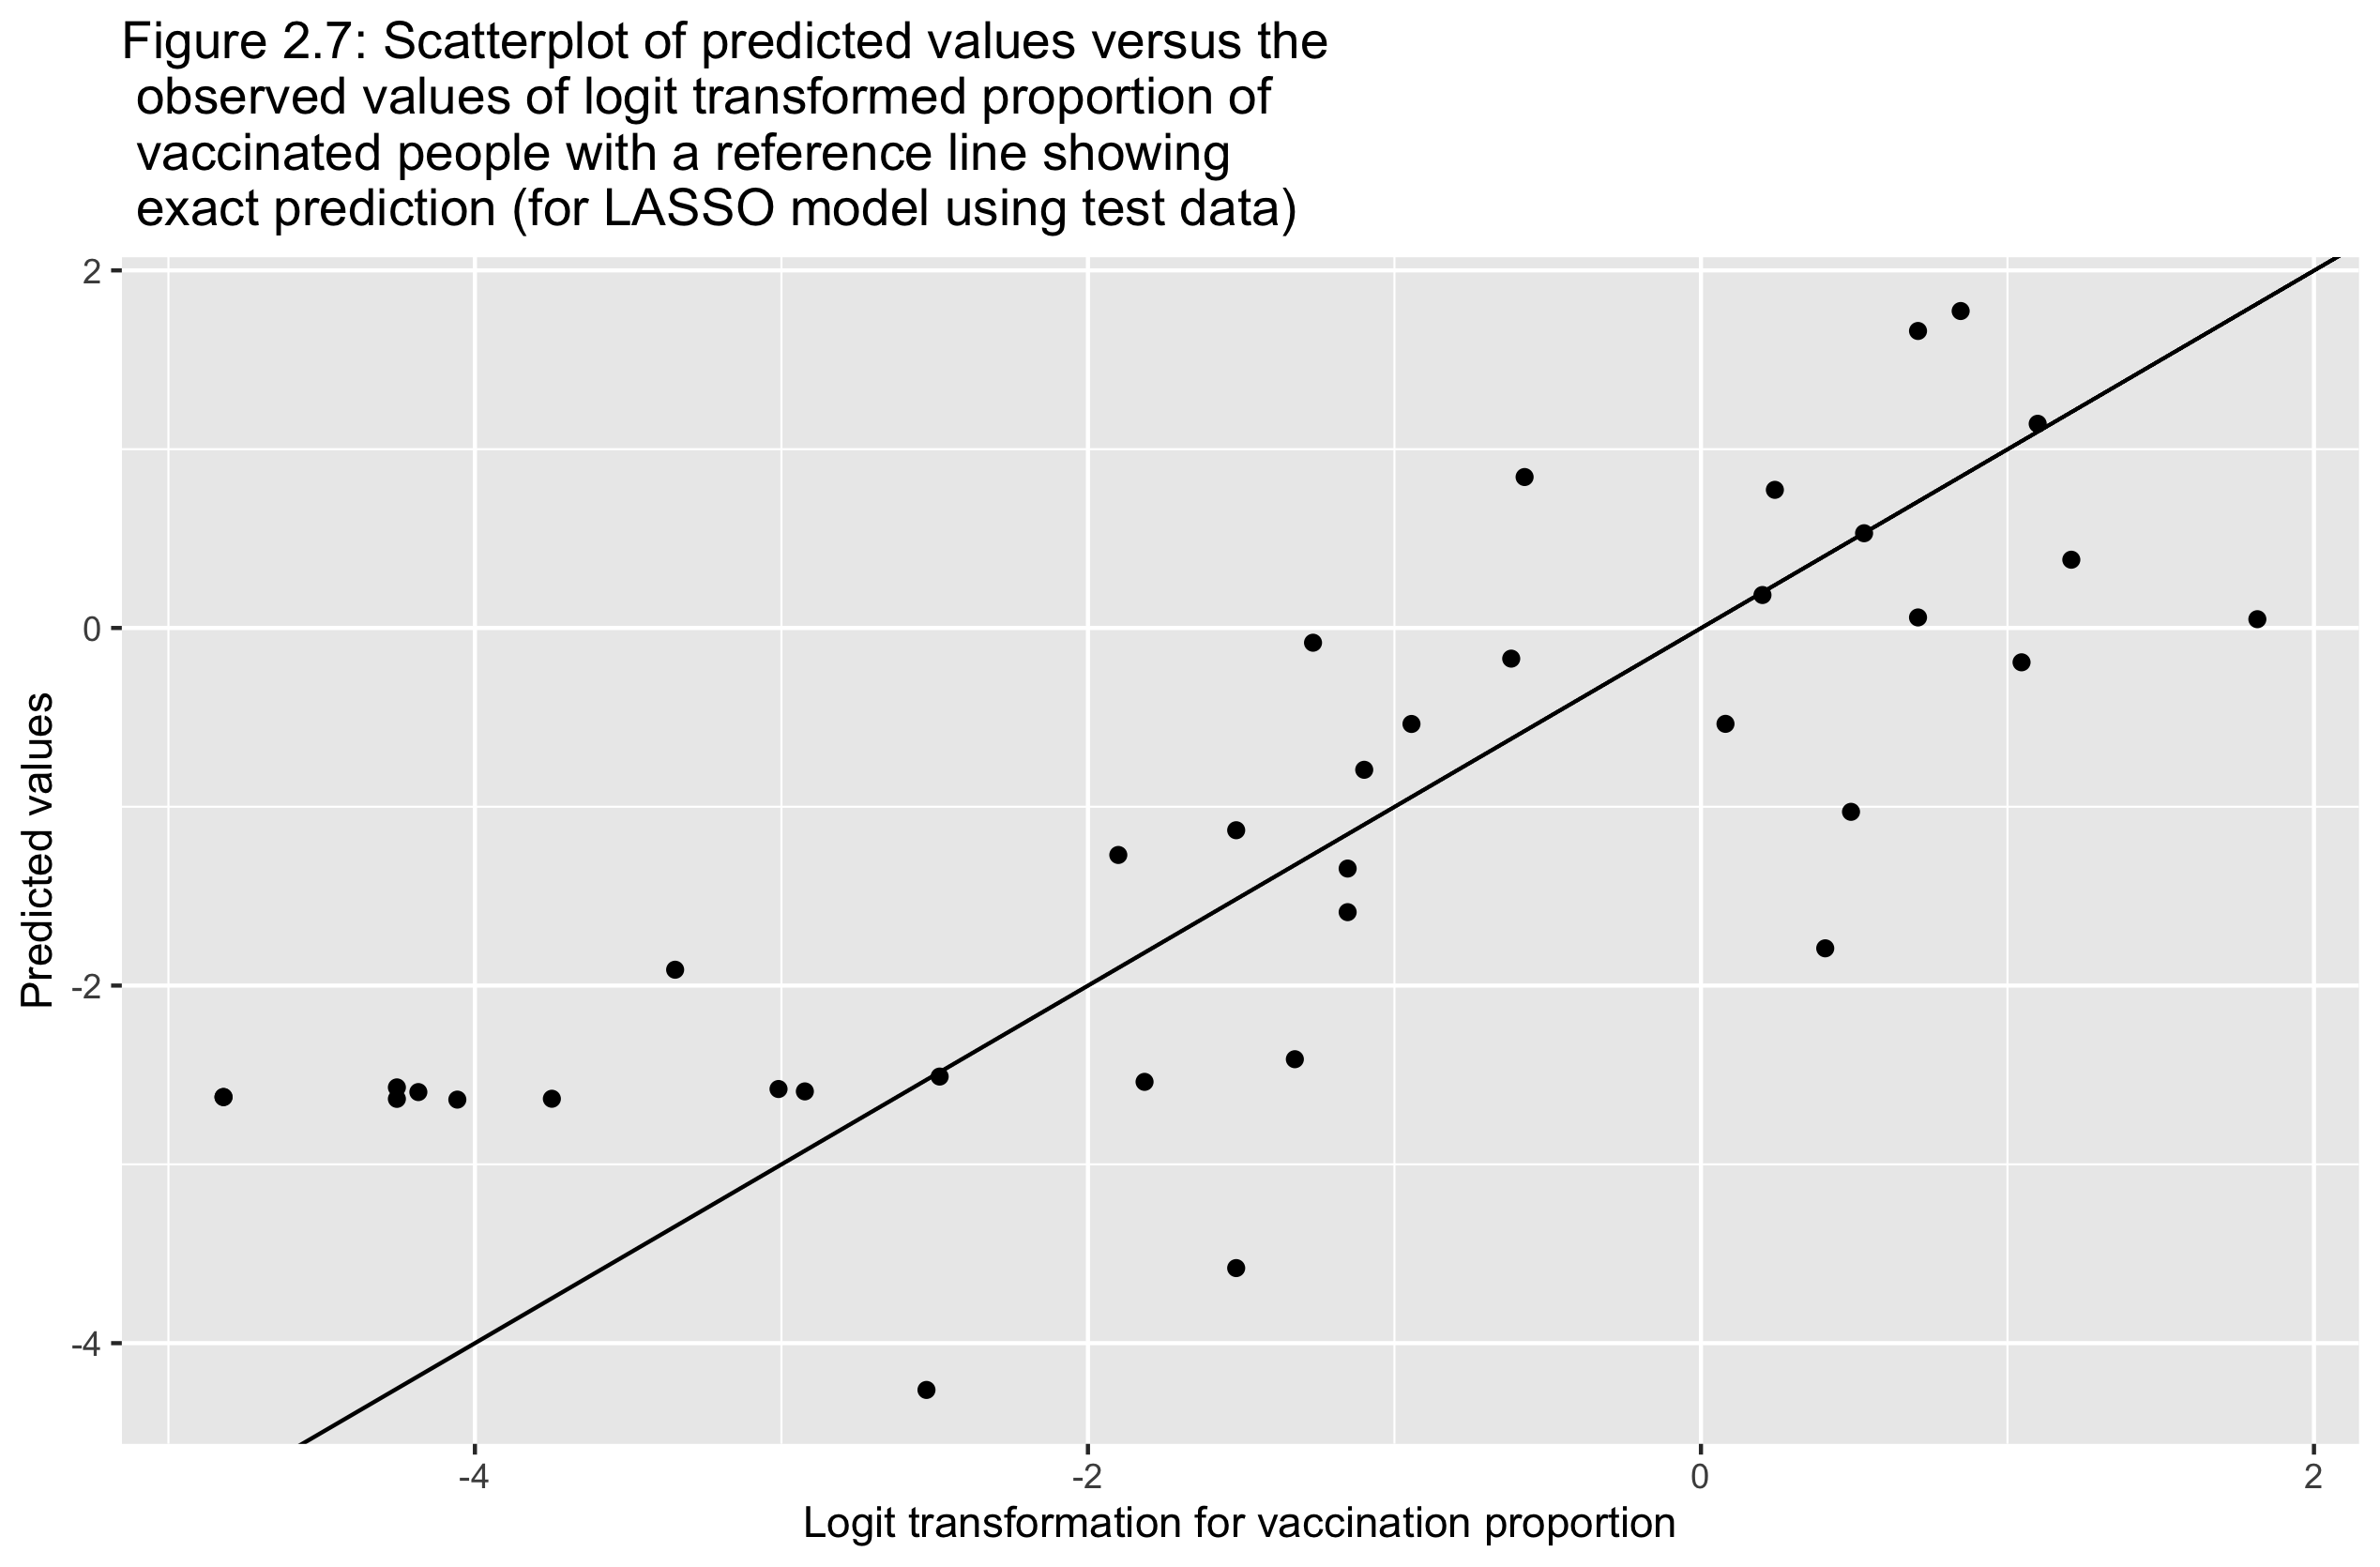 Figure 2.7: Scatterplot of predicted values versus the
observed values of logit transformed proportion of
vaccinated people with a reference line showing
exact prediction (for LASSO model using test data)
2
0
-2
-4
Predicted values
-4
-2
0
2
Logit transformation for vaccination proportion